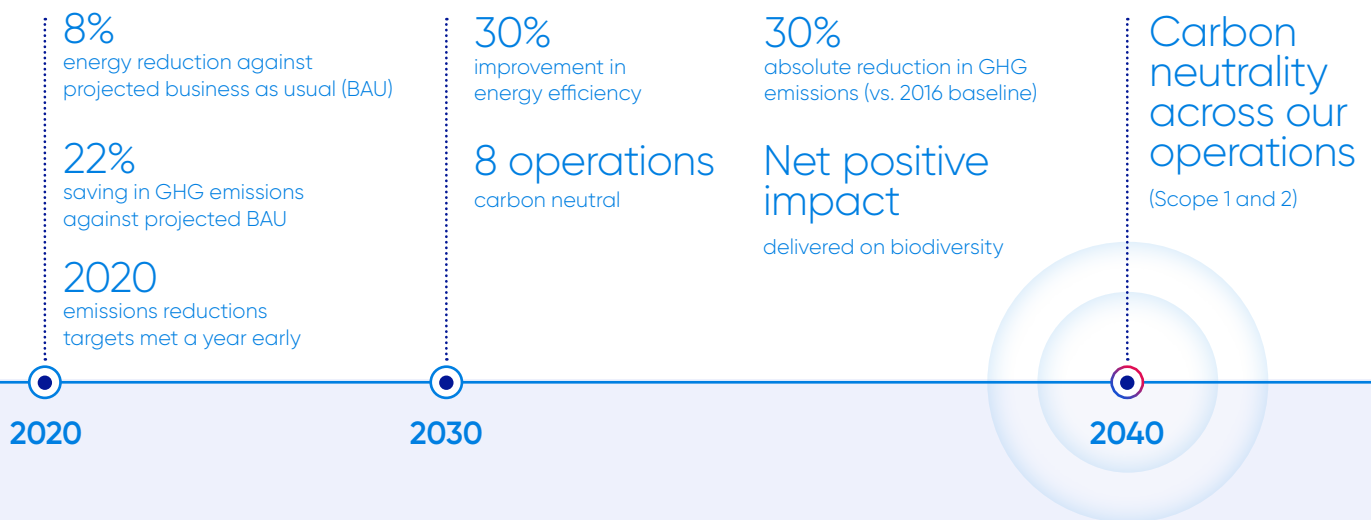 8%
energy reduction against
projected business as usual (BAU)
22%
saving in GHG emissions
against projected BAU
2020
emissions reductions
targets met a year early
30%
improvement in
energy efficiency
8 operations
carbon neutral
30%
absolute reduction in GHG
emissions (vs. 2016 baseline)
Net positive
impact
delivered on biodiversity
Carbon
neutrality
across our
operations
(Scope 1 and 2)
2020
2030
2040